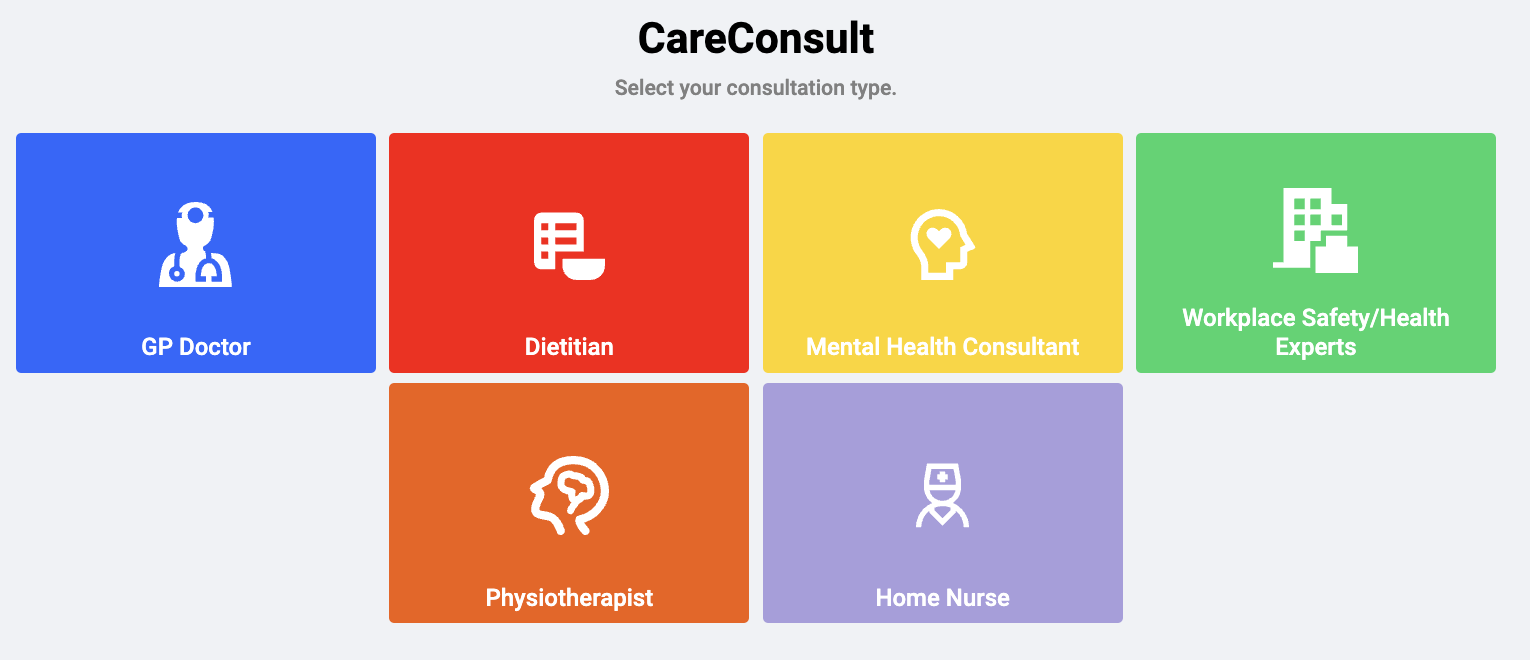 CareConsult
Select your consultation type.
GP Doctor
Dietitian
Mental Health Consultant
Workplace Safety/Health
Experts
Physiotherapist
Home Nurse